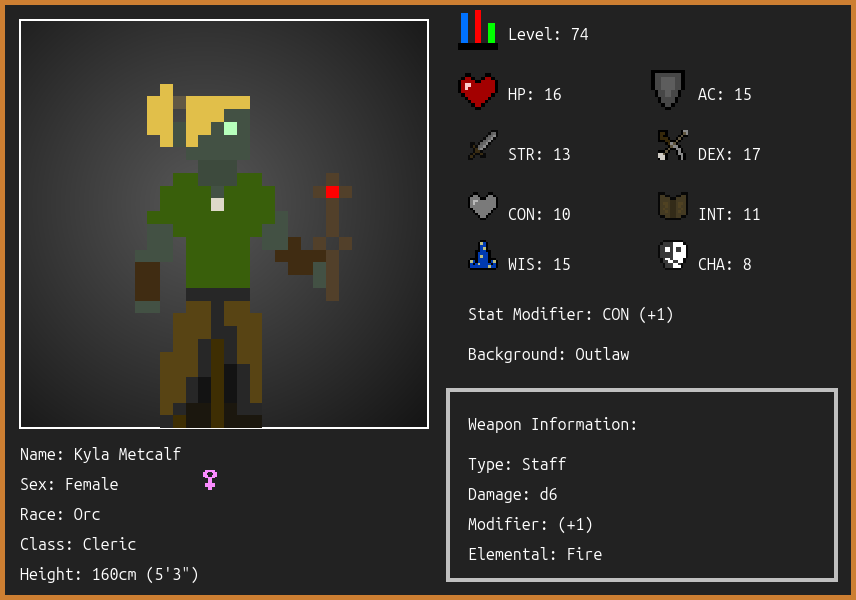 Level: 74
HP: 16
AC: 15
STR: 13
DEX: 17
CON: 10
INT: 11
WIS: 15
CHA: 8
Stat Modifier: CON (+1)
Background: Outlaw
Weapon Information:
Type: Staff
Damage: d6
Modifier: (+1)
Elemental: Fire
Name: Kyla Metcalf
Sex: Female
Race: Orc
Class: Cleric
Height: 160cm (5'3")